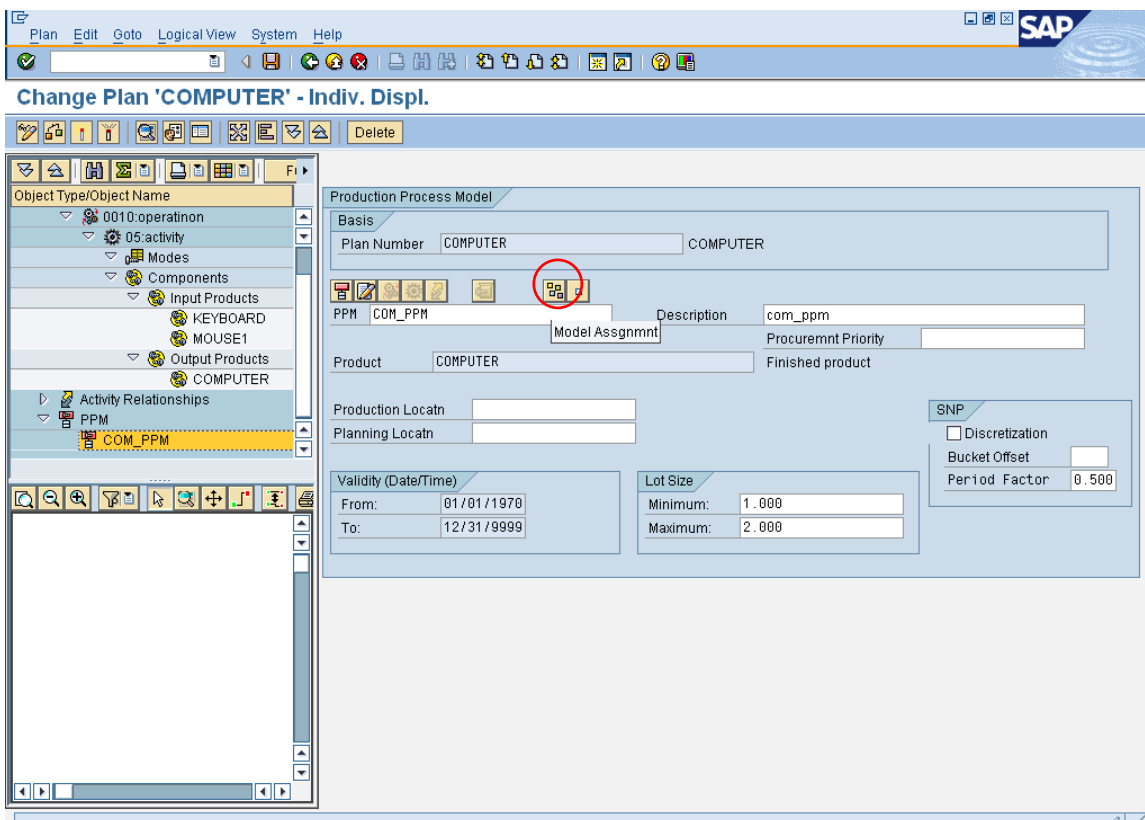 Plan Edit Goto Logical View System Help
SAP
Change Plan 'COMPUTER' - Indiv. Displ.
Delete
Object Type/Object Name
0010:operatinon
05:activity
Modes
Components
Input Products
KEYBOARD
MOUSE1
Output Products
COMPUTER
Activity Relationships
PPM
COM_PPM
Production Process Model
Basis
Plan Number COMPUTER COMPUTER
PPM COM_PPM Description com_ppm
Model Assgnmnt
Procuremnt Priority
Product COMPUTER Finished product
Production Locatn
Planning Locatn
SNP
Discretization
Bucket Offset
Period Factor 0.500
Validity (Date/Time)
From: 01/01/1970
To: 12/31/9999
Lot Size
Minimum: 1.000
Maximum: 2.000